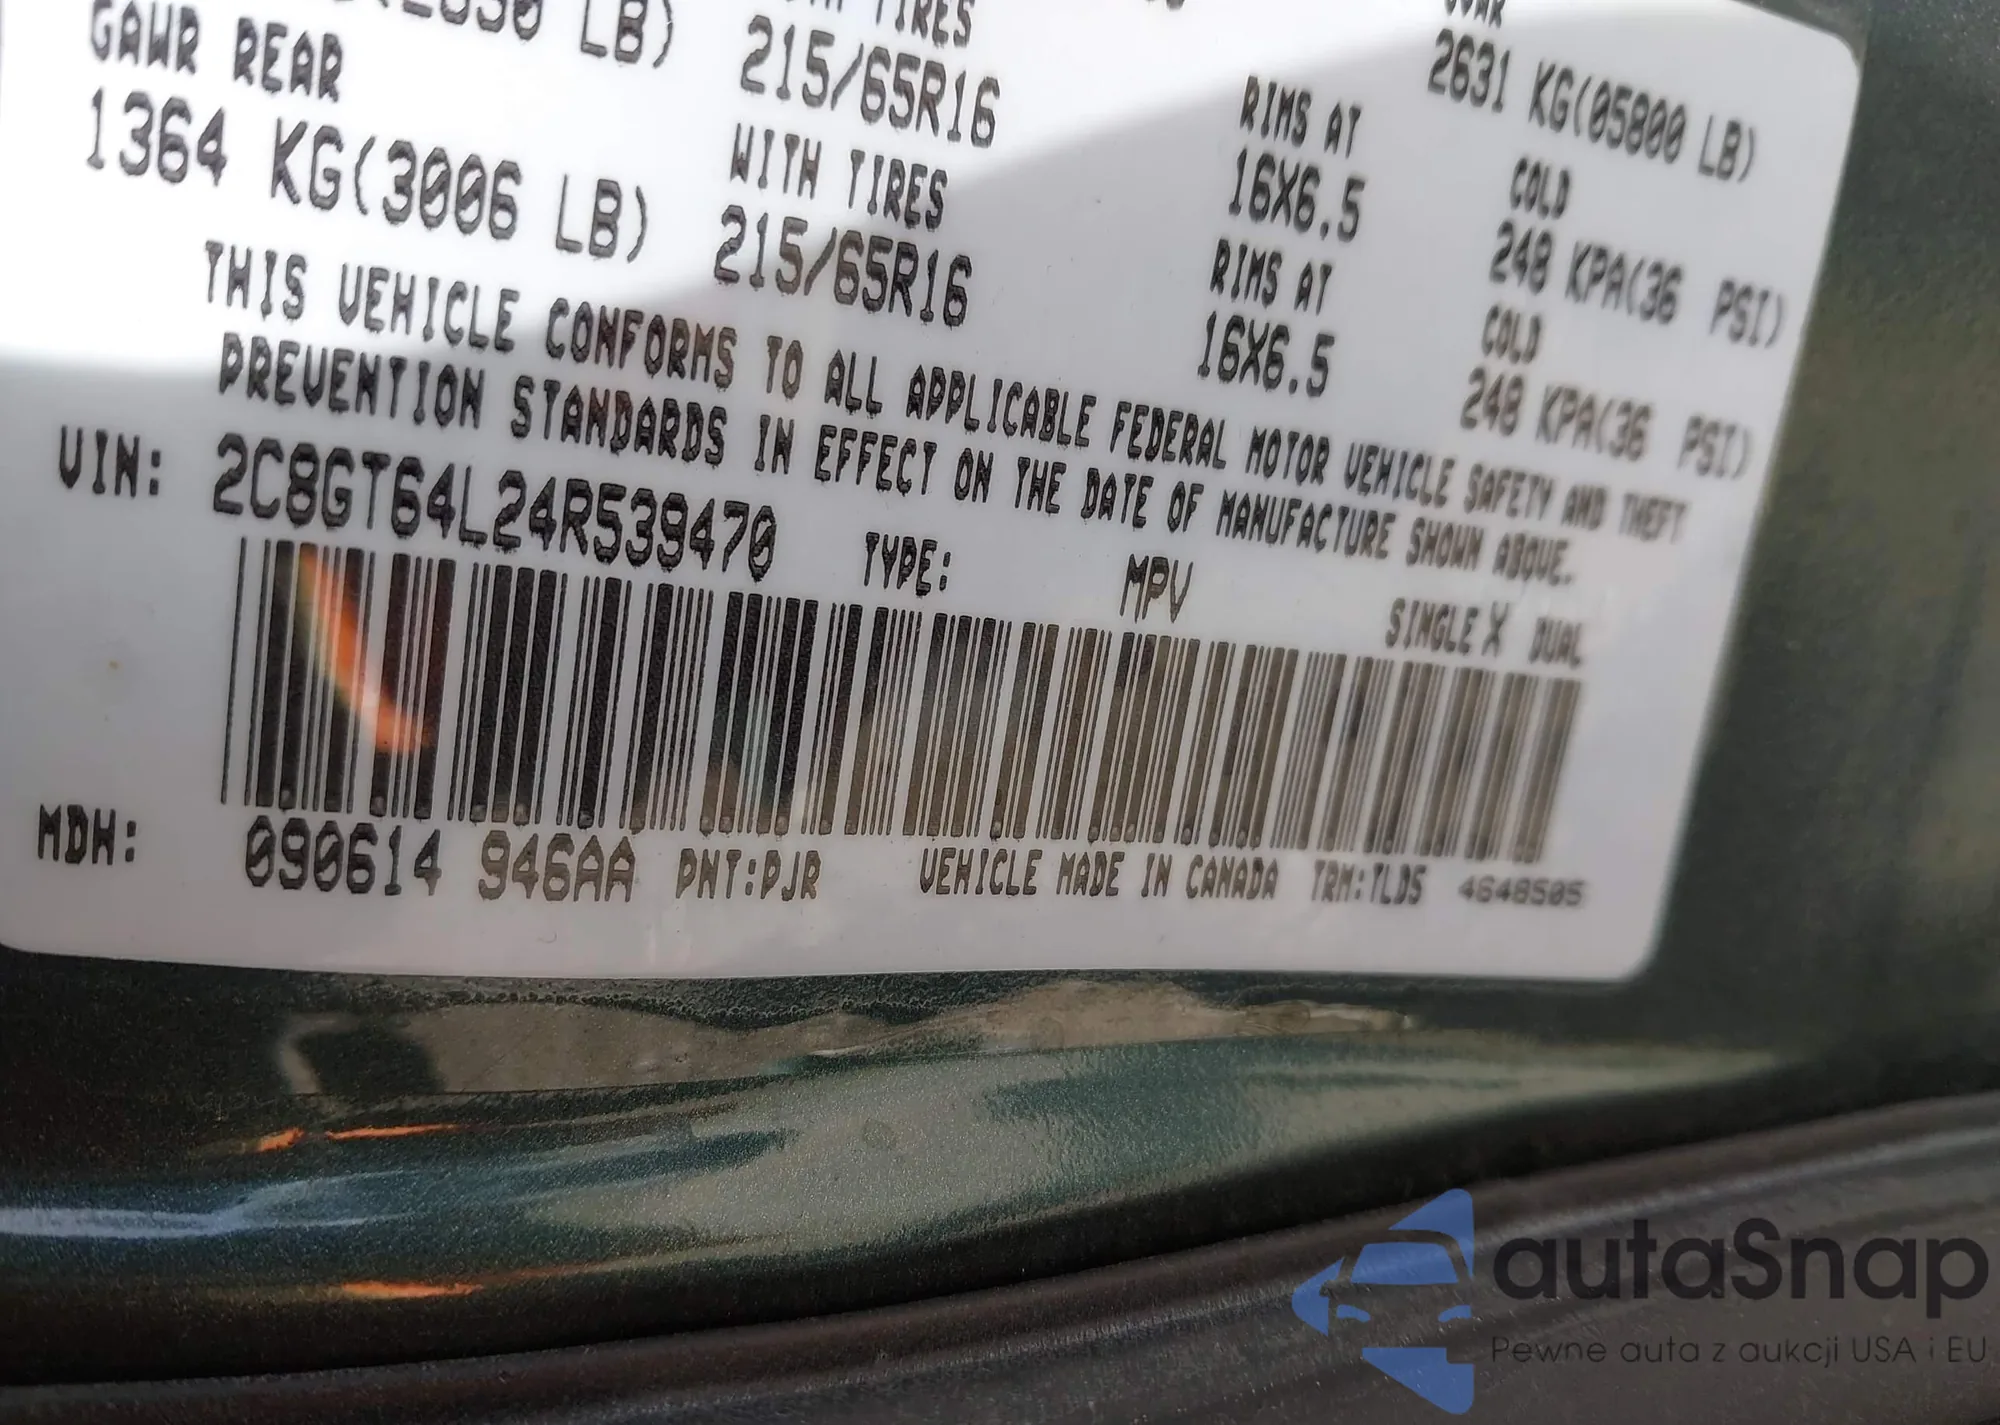 LB)
TIRES
GAWR REAR
215/65R16
RIMS AT
2631 KG(05800 LB)
1364 KG(3006 LB)
WITH TIRES
16X6.5
COLD
248 KPA(36 PSI)
215/65R16
RIMS AT
16X6.5
COLD
248 KPA(36 PSI)
THIS VEHICLE CONFORMS TO ALL APPLICABLE FEDERAL MOTOR VEHICLE SAFETY AND THEFT
PREVENTION STANDARDS IN EFFECT ON THE DATE OF MANUFACTURE SHOWN ABOVE.
VIN: 2C8GT64L24R539470 TYPE: MPV SINGLE X DUAL
MDH: 090614 946AA PNT:PJR VEHICLE MADE IN CANADA TRM:TLD5 4648505
autaSnap
Pewne auta z aukcji USA i EU